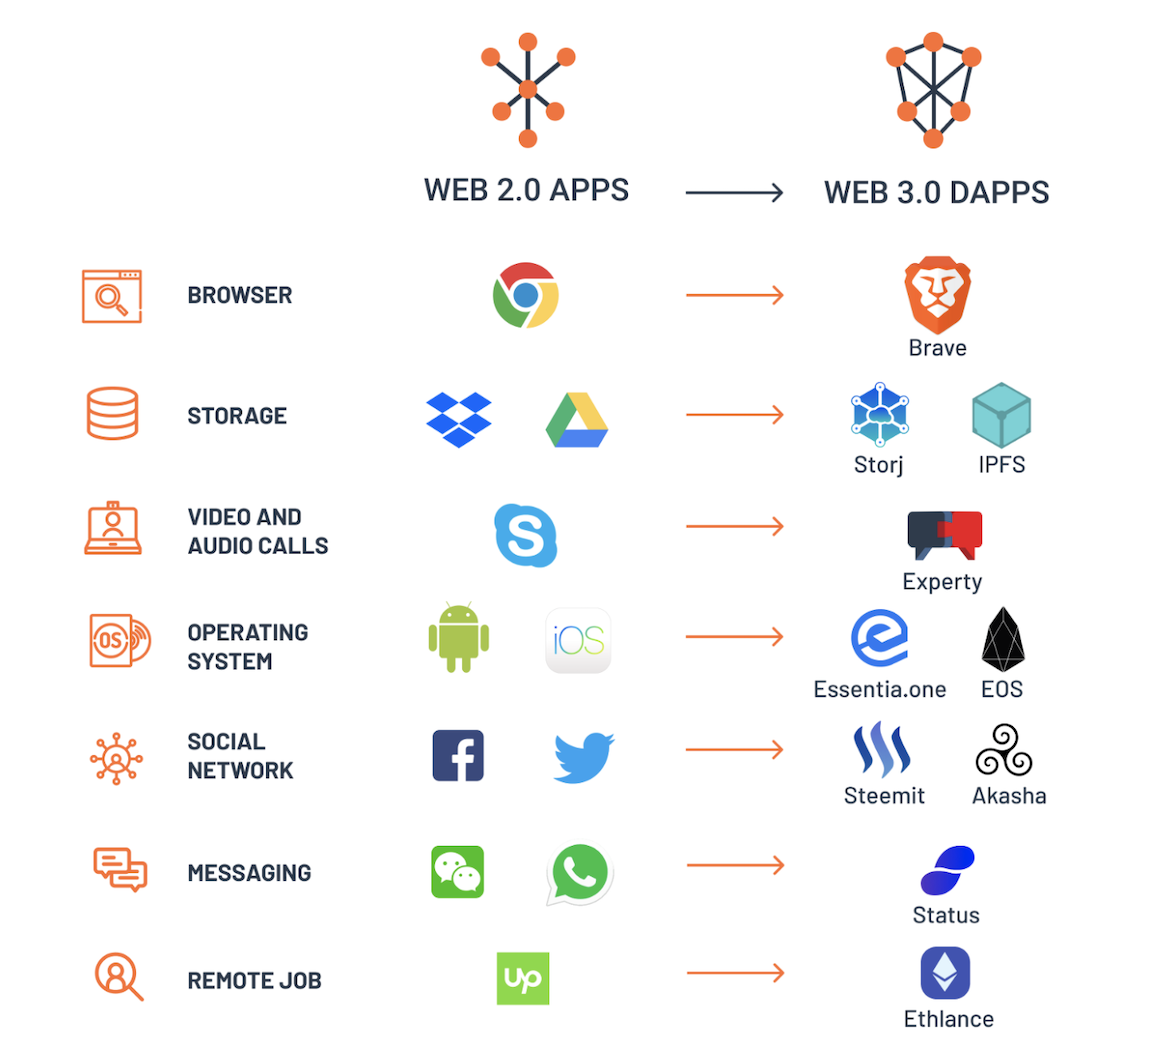 WEB 2.0 APPS
WEB 3.0 DAPPS
BROWSER
Brave
STORAGE
Storj
IPFS
VIDEO AND
AUDIO CALLS
S
Experty
OS
OPERATING
SYSTEM
iOS
Essentia.one
EOS
SOCIAL
NETWORK
f
Steemit
Akasha
MESSAGING
Status
REMOTE JOB
Up
Ethlance